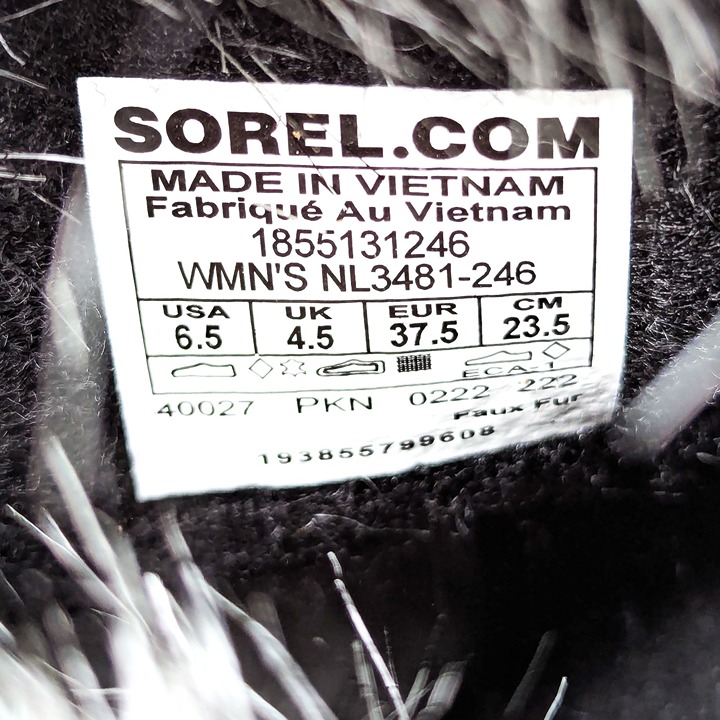 SOREL.COM
MADE IN VIETNAM
Fabriqué Au Vietnam
1855131246
WMN'S NL3481-246
USA UK EUR CM
6.5 4.5 37.5 23.5
ECA-1
40027 PKN 0222 222
Faux Fur
193855799608